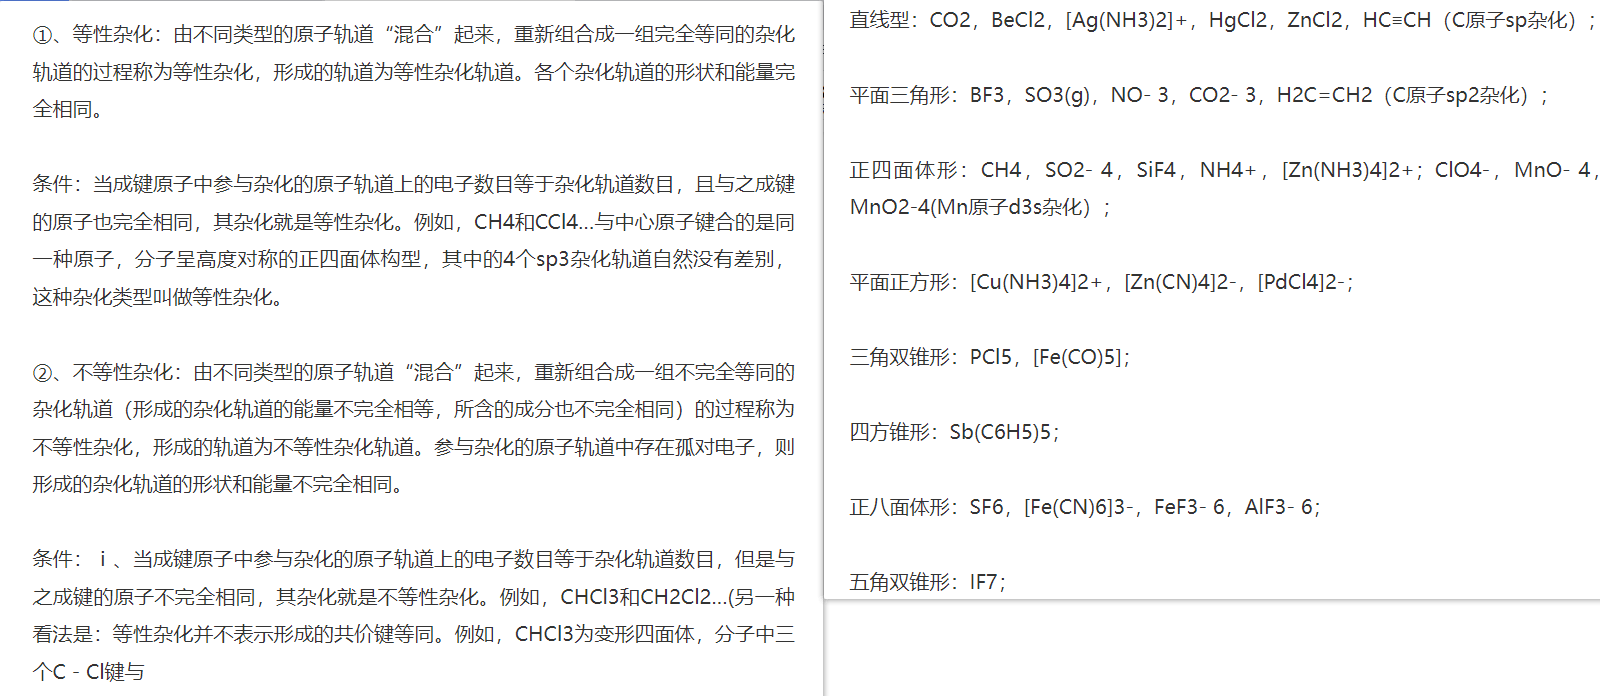 ①、等性杂化：由不同类型的原子轨道“混合”起来，重新组合成一组完全等同的杂化
轨道的过程称为等性杂化，形成的轨道为等性杂化轨道。各个杂化轨道的形状和能量完
全相同。
条件：当成键原子中参与杂化的原子轨道上的电子数目等于杂化轨道数目，且与之成键
的原子也完全相同，其杂化就是等性杂化。例如，CH4和CCl4…与中心原子键合的是同
一种原子，分子呈高度对称的正四面体构型，其中的4个sp3杂化轨道自然没有差别，
这种杂化类型叫做等性杂化。
②、不等性杂化：由不同类型的原子轨道“混合”起来，重新组合成一组不完全等同的
杂化轨道（形成的杂化轨道的能量不完全相等，所含的成分也不完全相同）的过程称为
不等性杂化，形成的轨道为不等性杂化轨道。参与杂化的原子轨道中存在孤对电子，则
形成的杂化轨道的形状和能量不完全相同。
条件：ⅰ、当成键原子中参与杂化的原子轨道上的电子数目等于杂化轨道数目，但是与
之成键的原子不完全相同，其杂化就是不等性杂化。例如，CHCl3和CH2Cl2…(另一种
看法是：等性杂化并不表示形成的共价键等同。例如，CHCl3为变形四面体，分子中三
个C－Cl键与
直线型：CO2，BeCl2，[Ag(NH3)2]+，HgCl2，ZnCl2，HC≡CH（C原子sp杂化）；
平面三角形：BF3，SO3(g)，NO- 3，CO2- 3，H2C=CH2（C原子sp2杂化）；
正四面体形：CH4，SO2- 4，SiF4，NH4+，[Zn(NH3)4]2+；ClO4-，MnO- 4，
MnO2-4(Mn原子d3s杂化）；
平面正方形：[Cu(NH3)4]2+，[Zn(CN)4]2-，[PdCl4]2-；
三角双锥形：PCl5，[Fe(CO)5]；
四方锥形：Sb(C6H5)5；
正八面体形：SF6，[Fe(CN)6]3-，FeF3- 6，AlF3- 6；
五角双锥形：IF7；